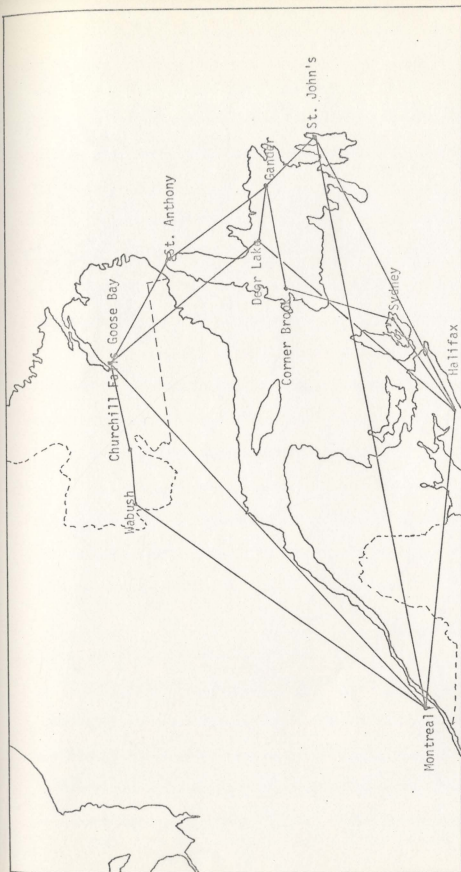 St. John's
Gander
St. Anthony
Deer Lake
Goose Bay
Churchill Falls
Corner Brook
Sydney
Halifax
Wabush
Montreal